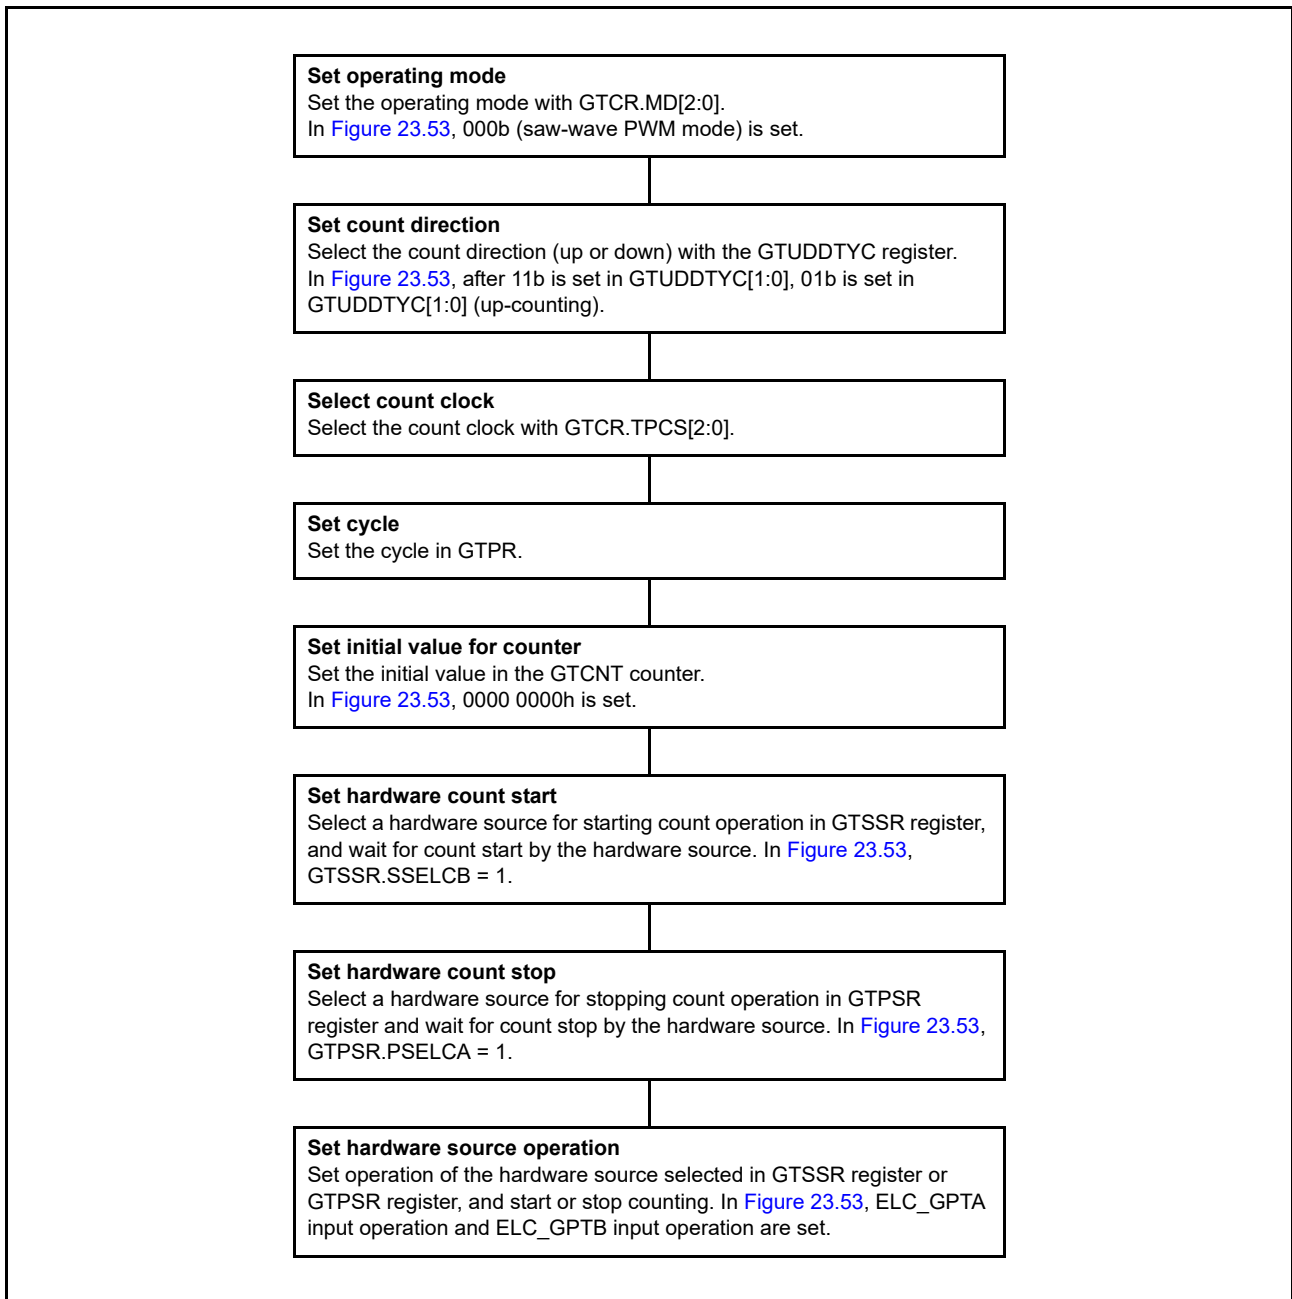 Set operating mode
Set the operating mode with GTCR.MD[2:0].
In Figure 23.53, 000b (saw-wave PWM mode) is set.
Set count direction
Select the count direction (up or down) with the GTUDDTYC register.
In Figure 23.53, after 11b is set in GTUDDTYC[1:0], 01b is set in
GTUDDTYC[1:0] (up-counting).
Select count clock
Select the count clock with GTCR.TPCS[2:0].
Set cycle
Set the cycle in GTPR.
Set initial value for counter
Set the initial value in the GTCNT counter.
In Figure 23.53, 0000 0000h is set.
Set hardware count start
Select a hardware source for starting count operation in GTSSR register,
and wait for count start by the hardware source. In Figure 23.53,
GTSSR.SSELCB = 1.
Set hardware count stop
Select a hardware source for stopping count operation in GTPSR
register and wait for count stop by the hardware source. In Figure 23.53,
GTPSR.PSELCA = 1.
Set hardware source operation
Set operation of the hardware source selected in GTSSR register or
GTPSR register, and start or stop counting. In Figure 23.53, ELC_GPTA
input operation and ELC_GPTB input operation are set.